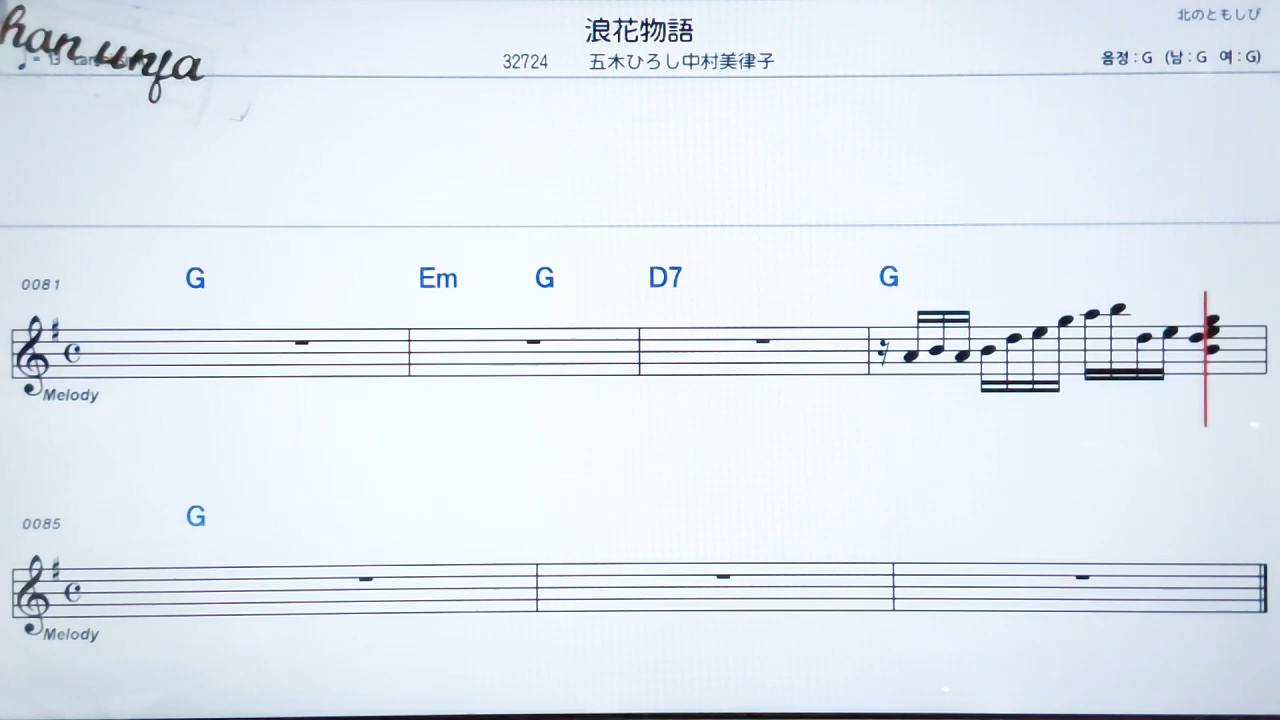 北のともしび
浪花物語
han unfa
32724 五木ひろし中村美律子
음정 : G (남 : G 여 : G)
G Em G D7 G
0081
Melody
G
0085
Melody